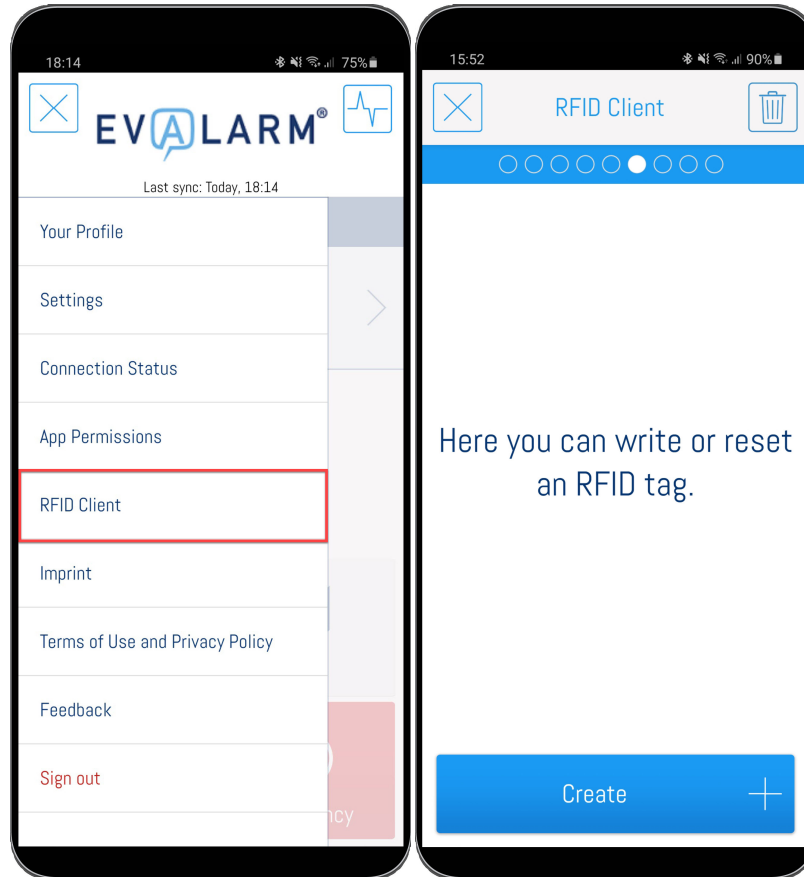 18:14
75%
EVALARM®
Last sync: Today, 18:14
Your Profile
Settings
Connection Status
App Permissions
RFID Client
Imprint
Terms of Use and Privacy Policy
Feedback
Sign out
ncy
15:52
90%
RFID Client
Here you can write or reset
an RFID tag.
Create